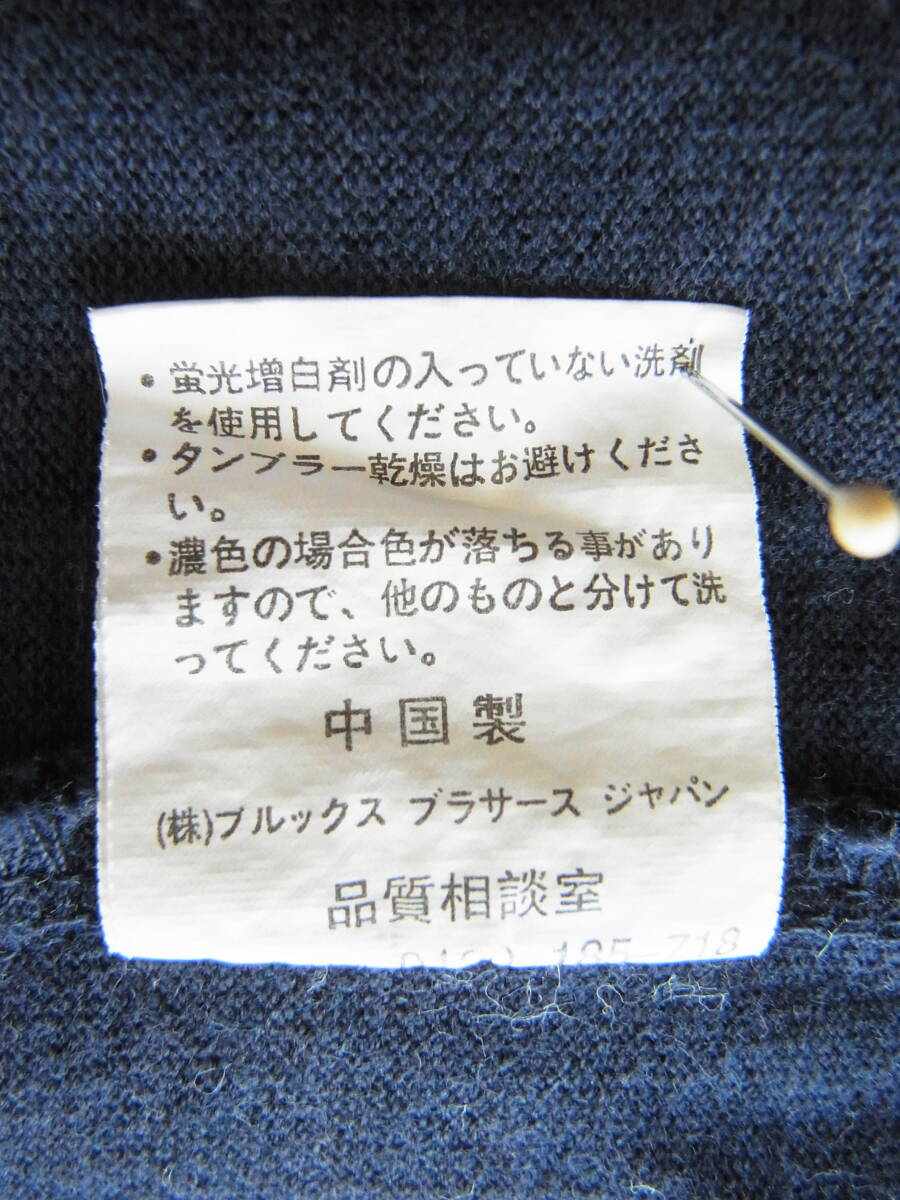 ・蛍光増白剤の入っていない洗剤
を使用してください。
・タンブラー乾燥はお避けくださ
い。
・濃色の場合色が落ちる事があり
ますので、他のものと分けて洗
ってください。
中国製
(株)ブルックス ブラザース ジャパン
品質相談室
185-718